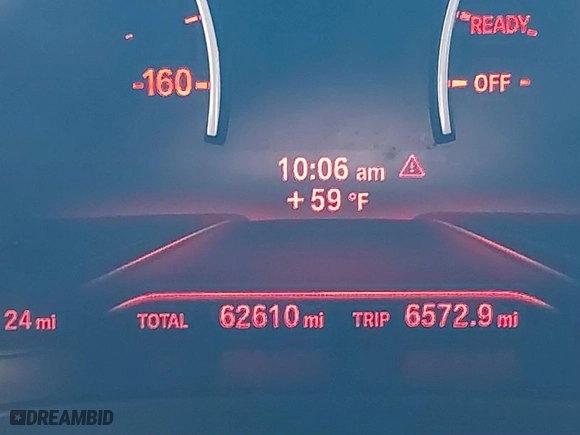 READY
160
OFF
10:06 am
+ 59 °F
24 mi TOTAL 62610 mi TRIP 6572.9 mi
DREAMBID